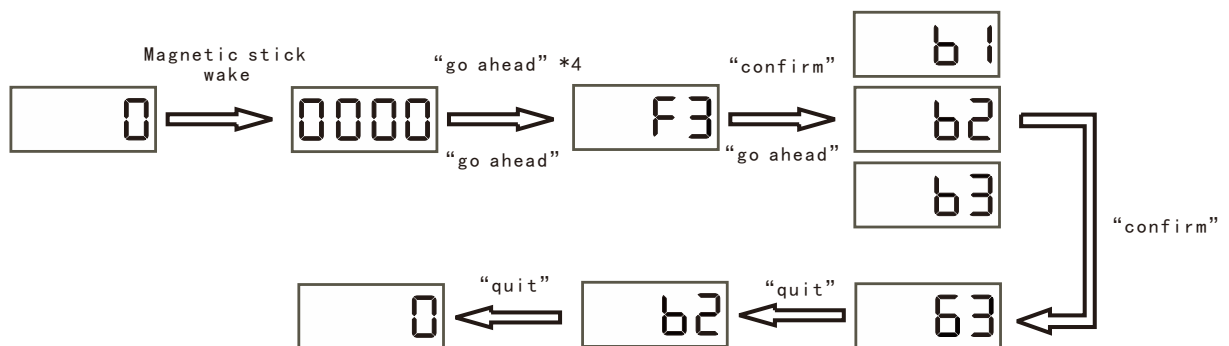 Magnetic stick
wake
“go ahead” *4
“confirm”
b1
0
0000
F3
b2
“go ahead”
“go ahead”
b3
“confirm”
“quit”
“quit”
0
b2
63